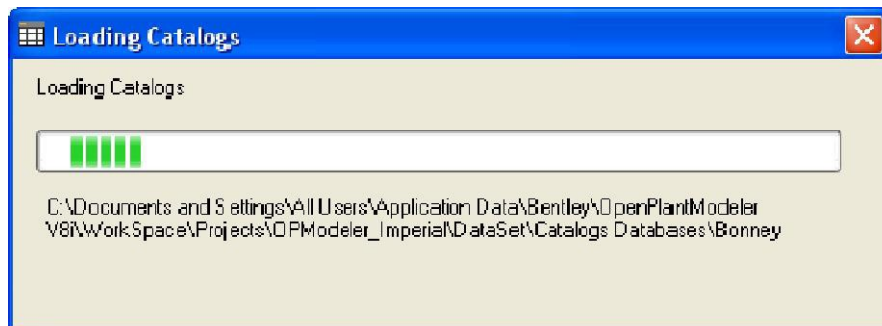 Loading Catalogs
Loading Catalogs
C:\Documents and Settings\All Users\Application Data\Bentley\OpenPlantModeler
V8i\WorkSpace\Projects\OPModeler_Imperial\DataSet\Catalogs Databases\Bonney